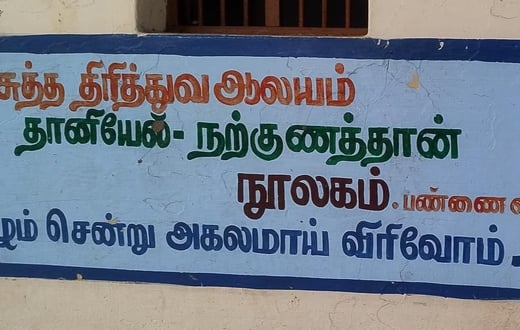 சுத்த திரித்துவ ஆலயம்
தானியேல்- நற்குணத்தான்
நூலகம். பண்ணை
சென்று அகலமாய் விரிவோம்